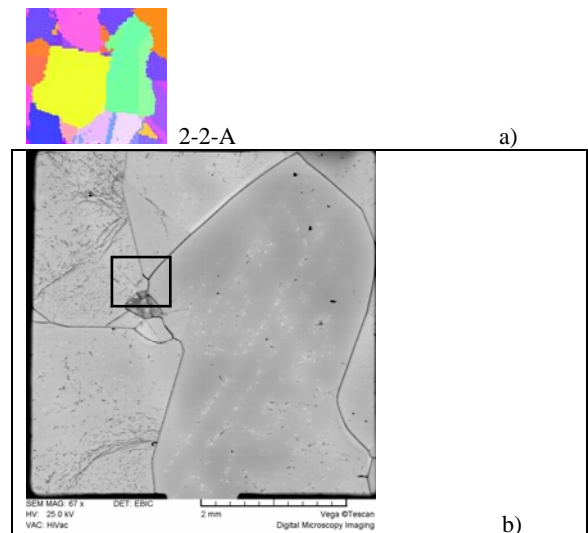 2-2-A a)
SEM MAG: 67 x DET: EBIC
HV: 25.0 kV 2 mm Vega ©Tescan
VAC: HiVac Digital Microscopy Imaging
b)